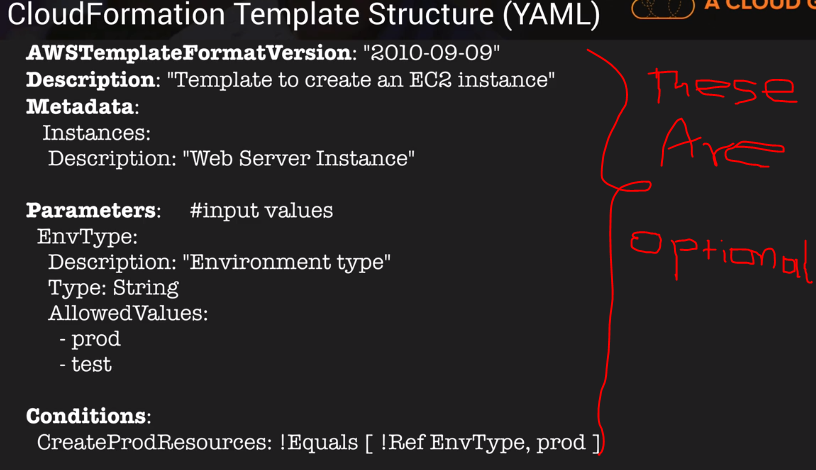 CloudFormation Template Structure (YAML)
A CLOUD G
AWSTemplateFormatVersion: "2010-09-09"
Description: "Template to create an EC2 instance"
Metadata:
Instances:
Description: "Web Server Instance"
Parameters: #input values
EnvType:
Description: "Environment type"
Type: String
AllowedValues:
- prod
- test
Conditions:
CreateProdResources: !Equals [ !Ref EnvType, prod ]
These
Are
optional